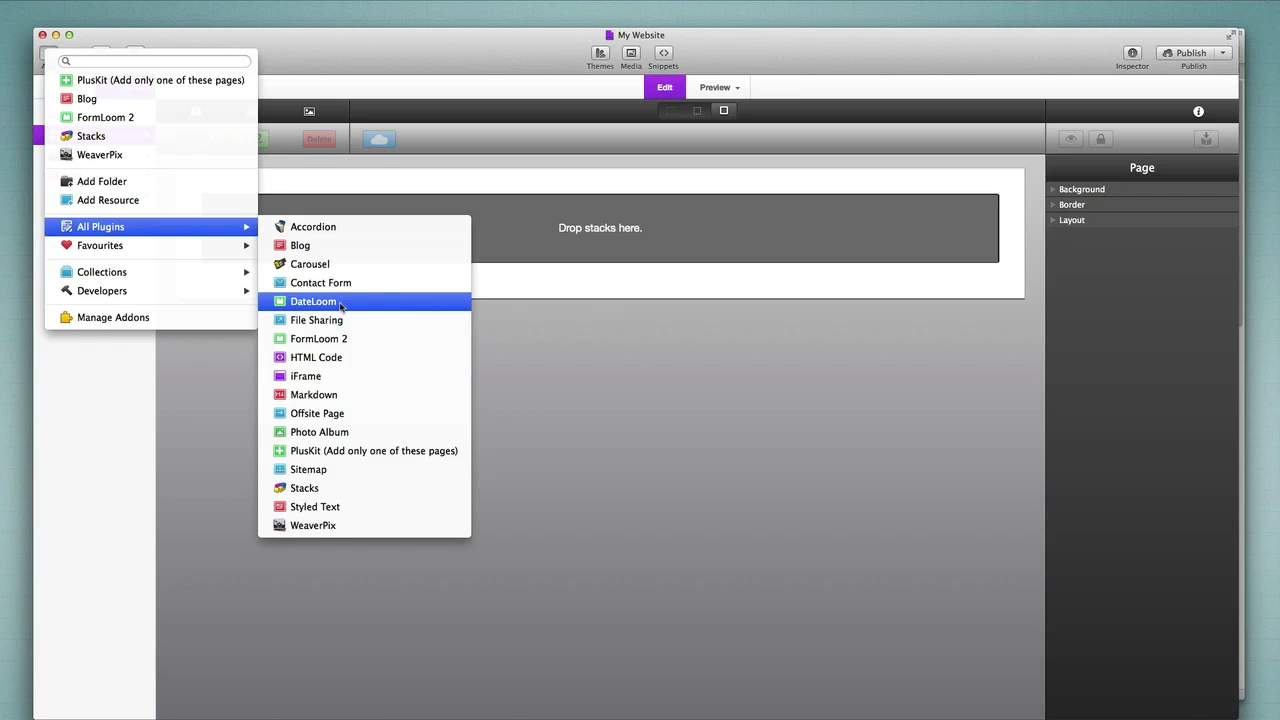 My Website
Themes
Media
Snippets
Inspector
Publish
Publish
Edit
Preview
PlusKit (Add only one of these pages)
Blog
FormLoom 2
Stacks
WeaverPix
Add Folder
Add Resource
All Plugins
Favourites
Collections
Developers
Manage Addons
Accordion
Blog
Carousel
Contact Form
DateLoom
File Sharing
FormLoom 2
HTML Code
iFrame
Markdown
Offsite Page
Photo Album
PlusKit (Add only one of these pages)
Sitemap
Stacks
Styled Text
WeaverPix
Delete
Drop stacks here.
Page
Background
Border
Layout